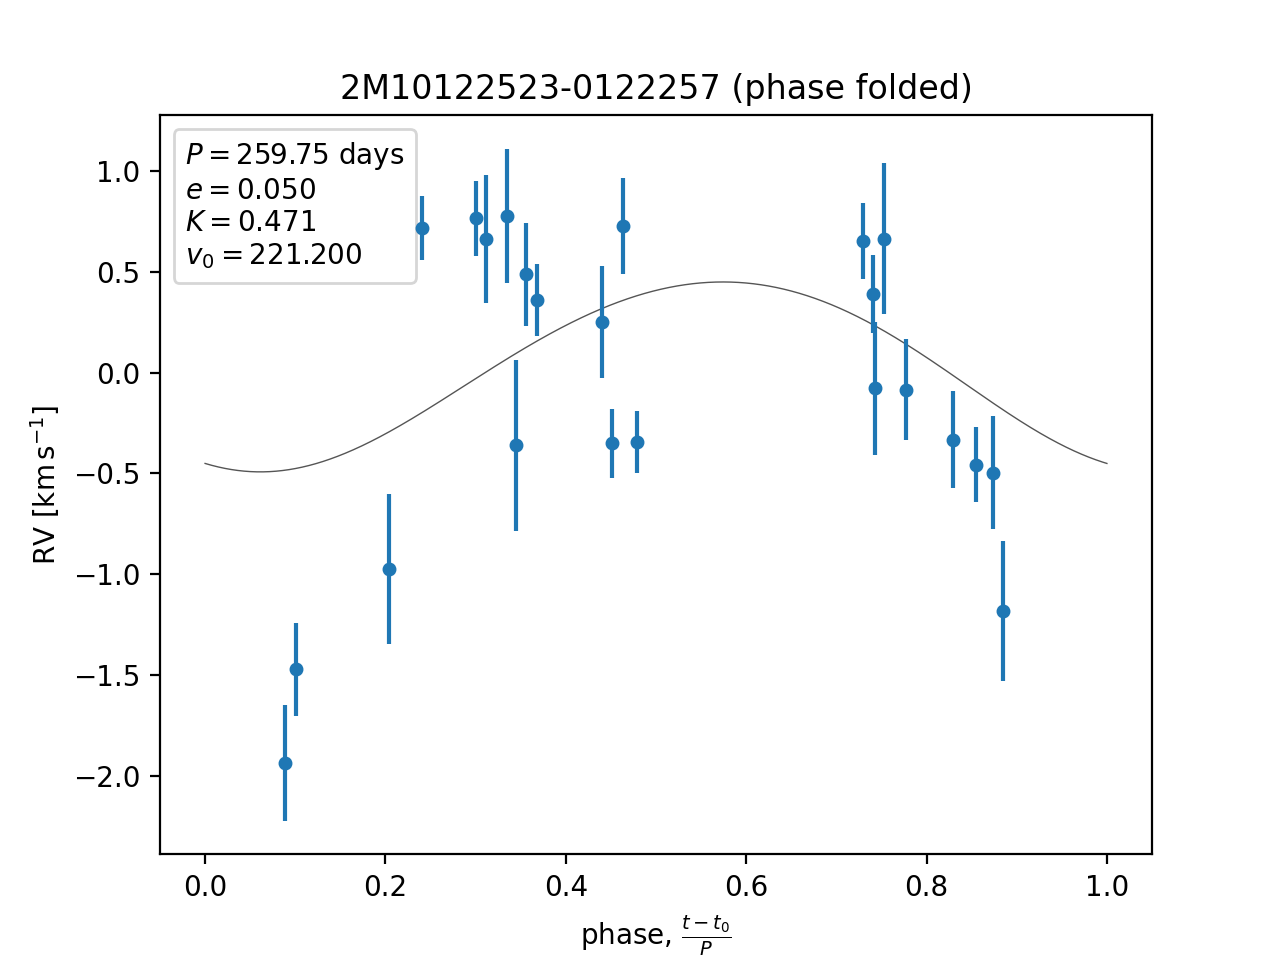 2M10122523-0122257 (phase folded)
P = 259.75 days
e = 0.050
K = 0.471
v₀ = 221.200
1.0
0.5
0.0
−0.5
−1.0
−1.5
−2.0
RV [km s⁻¹]
0.0 0.2 0.4 0.6 0.8 1.0
phase, (t − t₀)/P